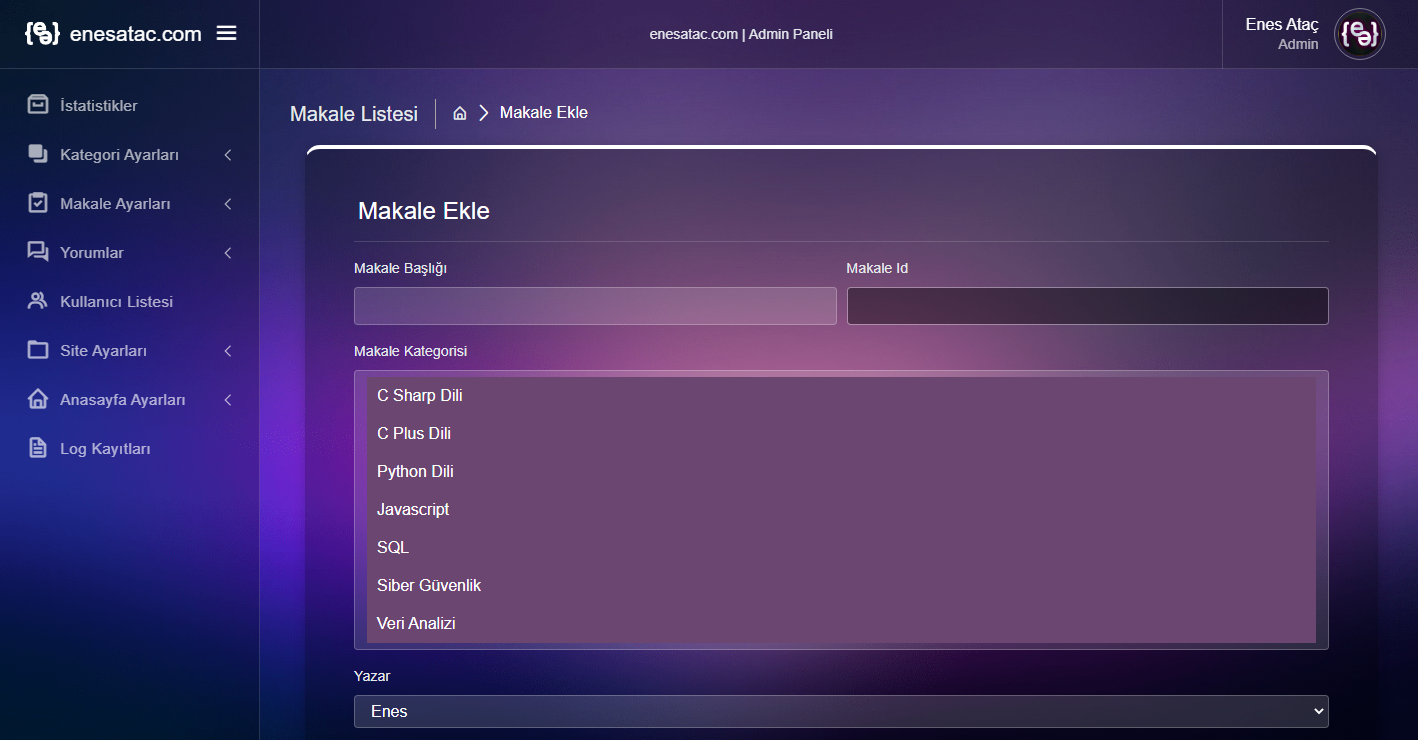 enesatac.com
enesatac.com | Admin Paneli
Enes Ataç
Admin
İstatistikler
Kategori Ayarları
Makale Ayarları
Yorumlar
Kullanıcı Listesi
Site Ayarları
Anasayfa Ayarları
Log Kayıtları
Makale Listesi
Makale Ekle
Makale Ekle
Makale Başlığı
Makale Id
Makale Kategorisi
C Sharp Dili
C Plus Dili
Python Dili
Javascript
SQL
Siber Güvenlik
Veri Analizi
Yazar
Enes